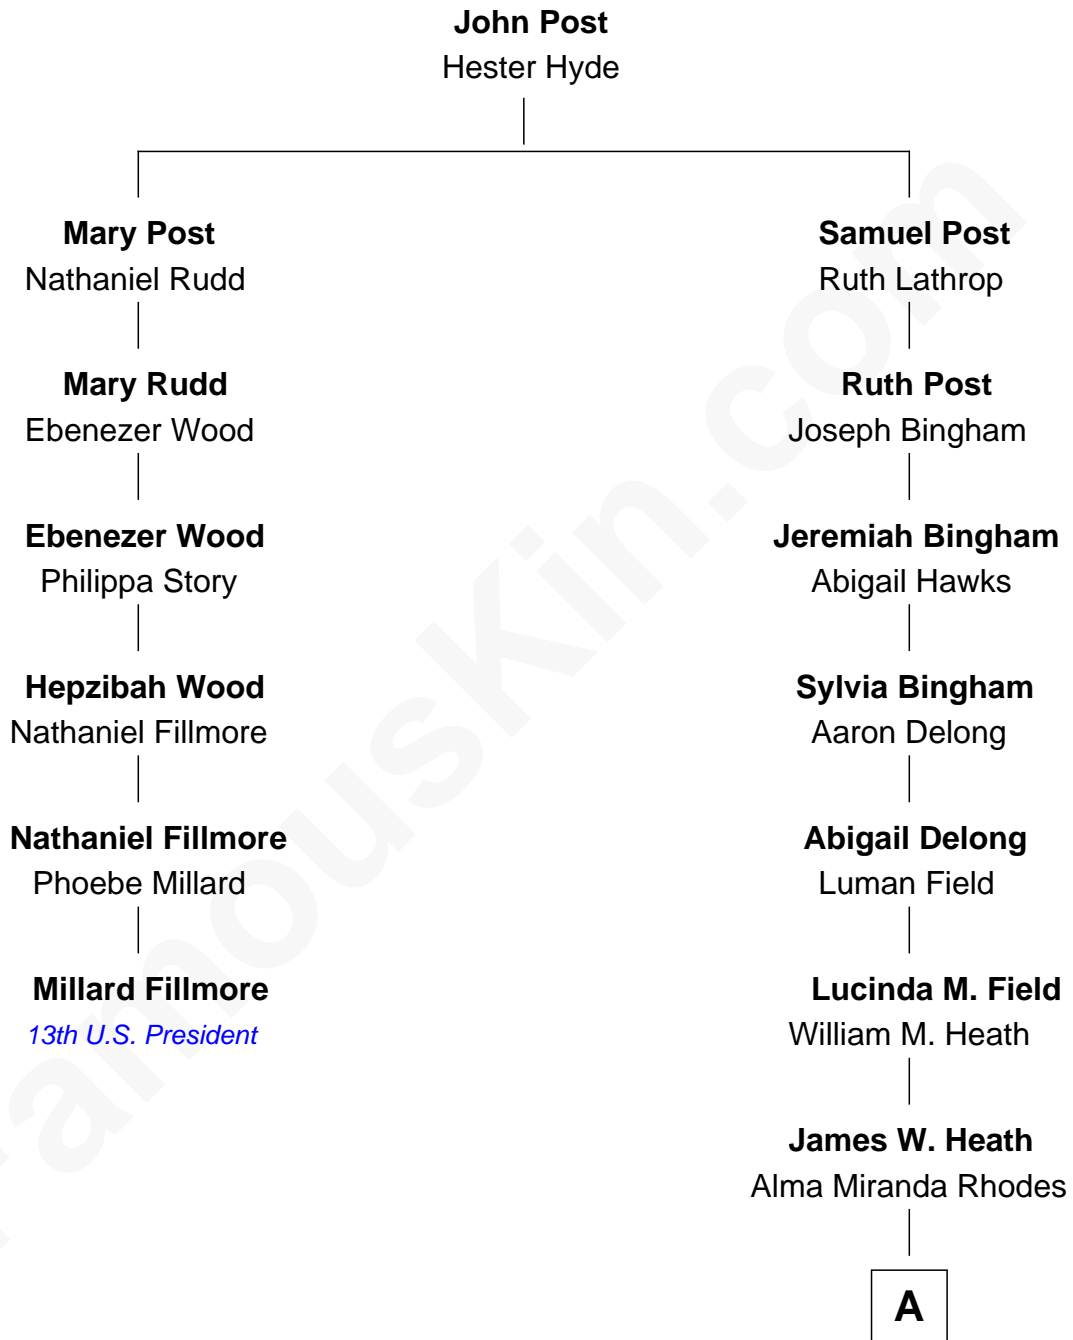 John Post
Hester Hyde
Mary Post
Nathaniel Rudd
Mary Rudd
Ebenezer Wood
Ebenezer Wood
Philippa Story
Hepzibah Wood
Nathaniel Fillmore
Nathaniel Fillmore
Phoebe Millard
Millard Fillmore
13th U.S. President
Samuel Post
Ruth Lathrop
Ruth Post
Joseph Bingham
Jeremiah Bingham
Abigail Hawks
Sylvia Bingham
Aaron Delong
Abigail Delong
Luman Field
Lucinda M. Field
William M. Heath
James W. Heath
Alma Miranda Rhodes
A
FamousKin.com